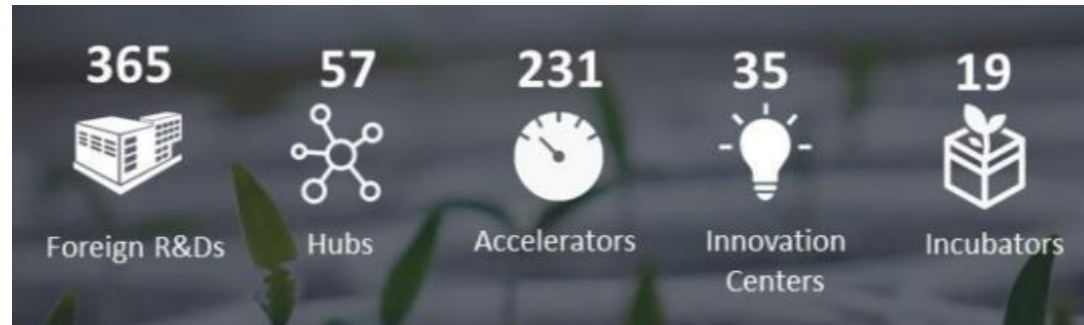 365
57
231
35
19
Foreign R&Ds
Hubs
Accelerators
Innovation
Centers
Incubators